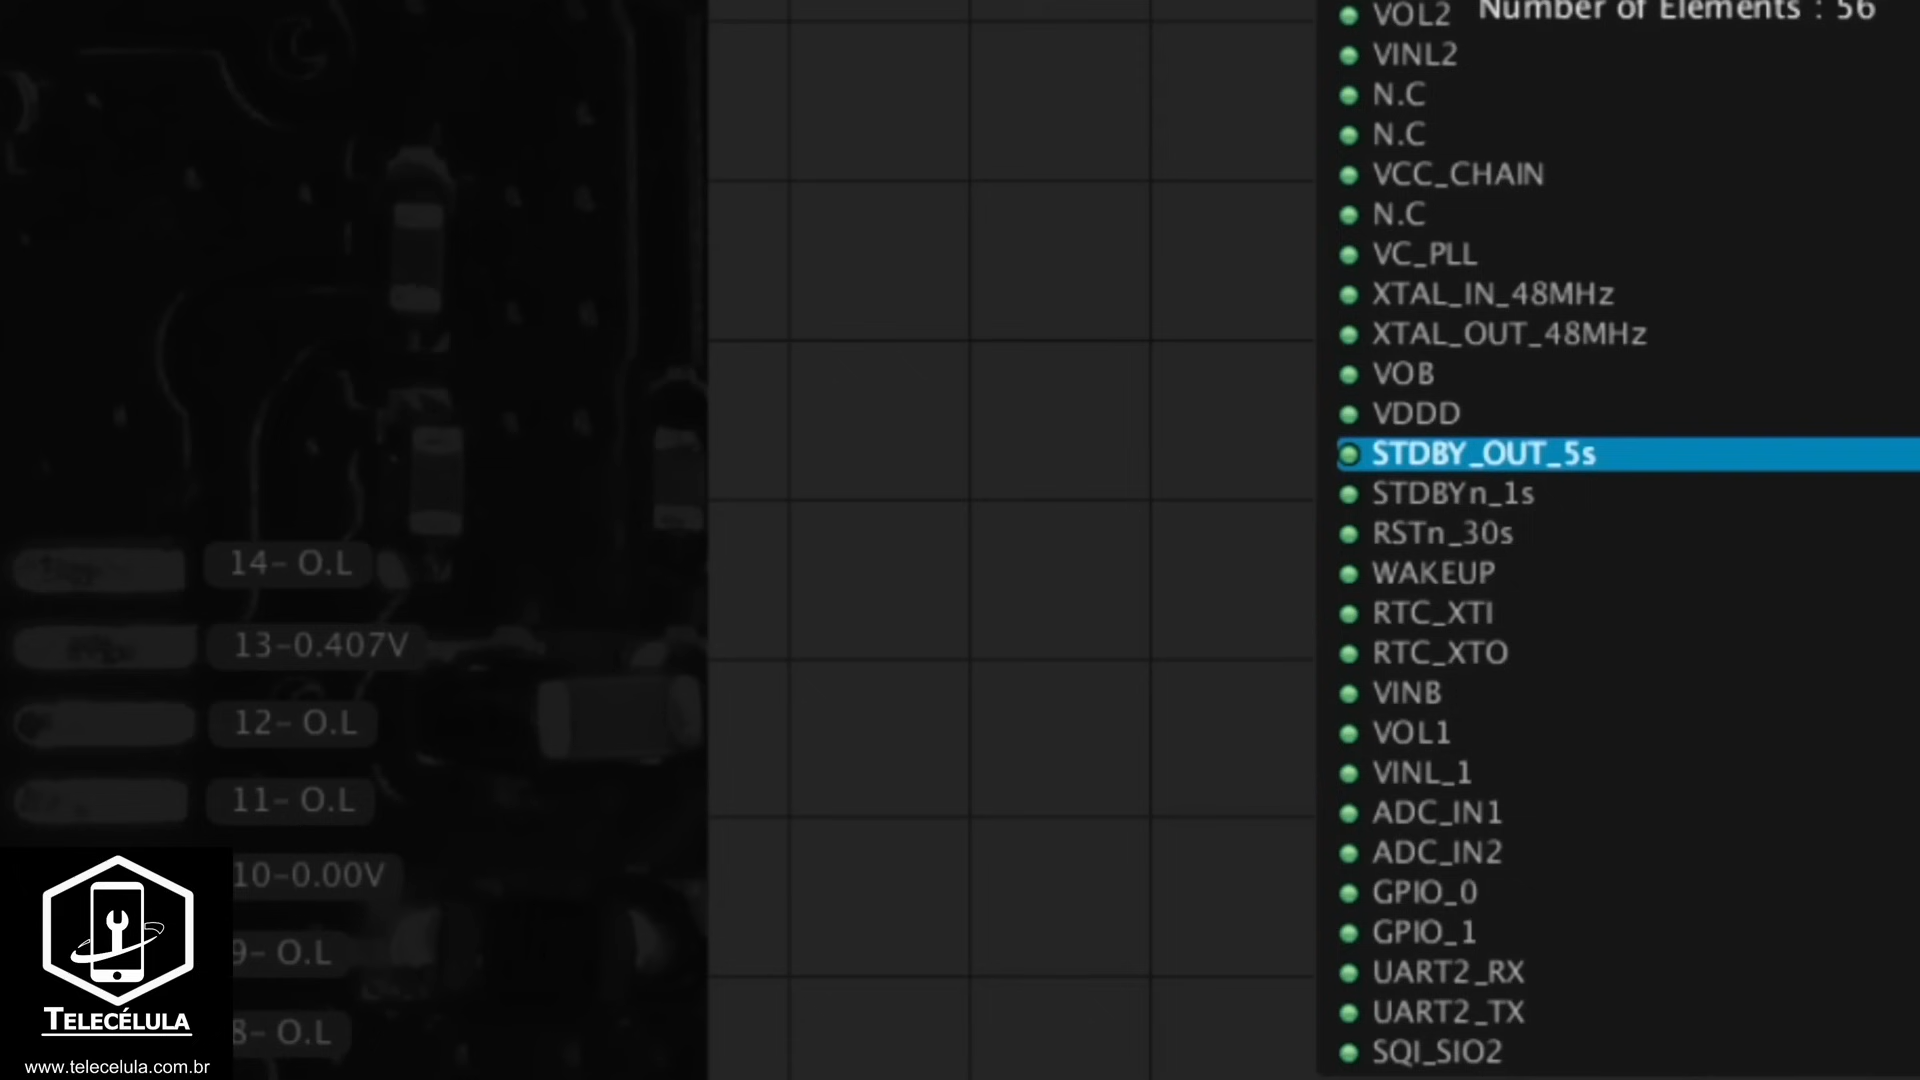 VOL2
Number of Elements : 56
VINL2
N.C
N.C
VCC_CHAIN
N.C
VC_PLL
XTAL_IN_48MHz
XTAL_OUT_48MHz
VOB
VDDD
STDBY_OUT_5s
STDBYn_1s
RSTn_30s
WAKEUP
RTC_XTI
RTC_XTO
VINB
VOL1
VINL_1
ADC_IN1
ADC_IN2
GPIO_0
GPIO_1
UART2_RX
UART2_TX
SQI_SIO2
14- O.L
13-0.407V
12- O.L
11- O.L
10-0.00V
9- O.L
8- O.L
TELECÉLULA
www.telecelula.com.br